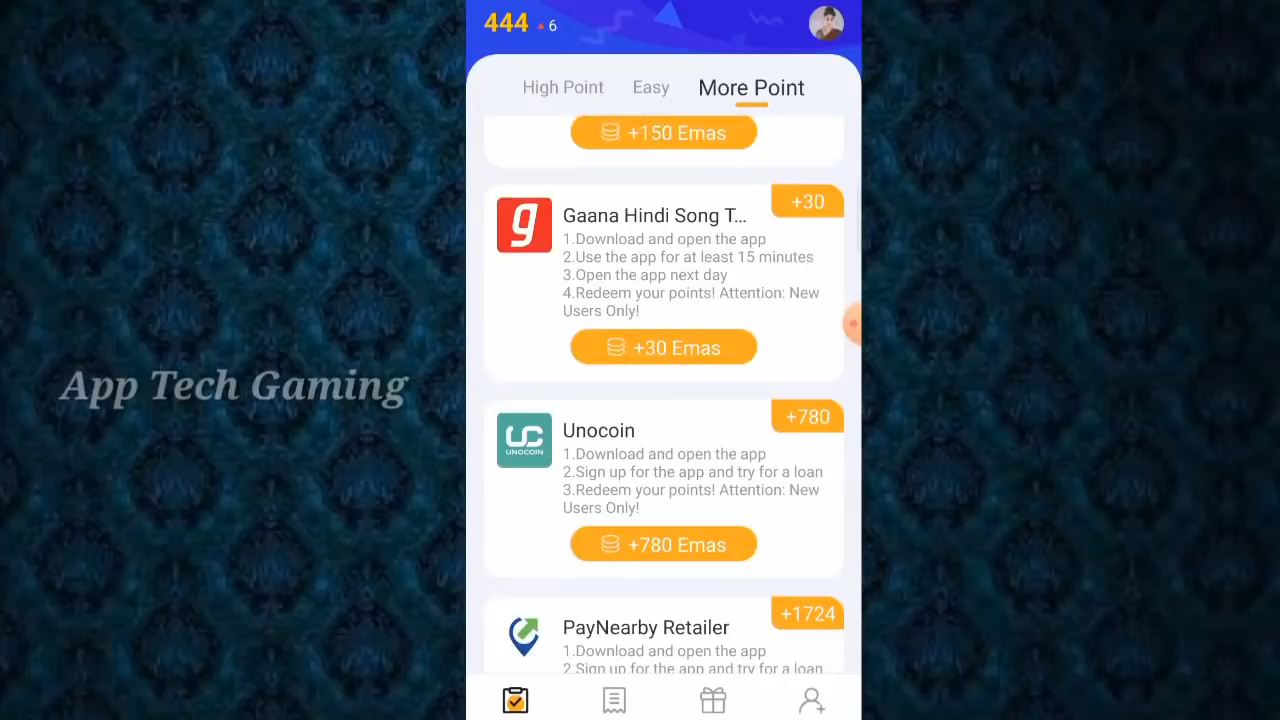 444 6
High Point Easy More Point
+150 Emas
+30
g
Gaana Hindi Song T...
1.Download and open the app
2.Use the app for at least 15 minutes
3.Open the app next day
4.Redeem your points! Attention: New
Users Only!
+30 Emas
App Tech Gaming
+780
UC
UNOCOIN
Unocoin
1.Download and open the app
2.Sign up for the app and try for a loan
3.Redeem your points! Attention: New
Users Only!
+780 Emas
+1724
PayNearby Retailer
1.Download and open the app
2.Sign up for the app and try for a loan